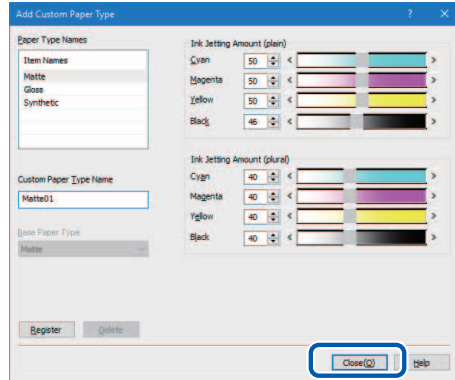 Add Custom Paper Type ? ×
Paper Type Names
Item Names
Matte
Gloss
Synthetic
Custom Paper Type Name
Matte01
Base Paper Type
Matte
Register Delete
Ink Jetting Amount (plain)
Cyan 50 < >
Magenta 50 < >
Yellow 50 < >
Black 46 < >
Ink Jetting Amount (plural)
Cyan 40 < >
Magenta 40 < >
Yellow 40 < >
Black 40 < >
Close(O) Help